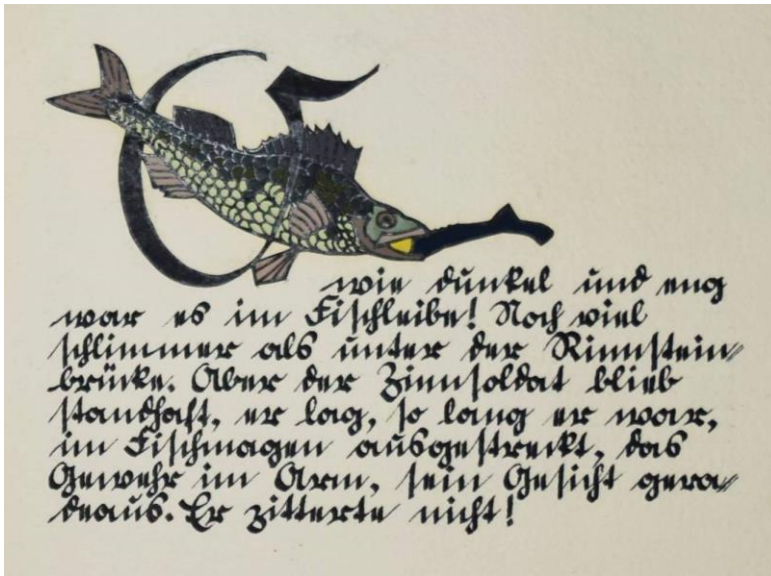 O,
wie dunkel und eng
war es im Fischleibe! Noch viel
schlimmer als unter der Rinnstein=
brücke. Aber der Zinnsoldat blieb
standhaft, er lag, so lang er war,
im Fischmagen ausgestreckt, das
Gewehr im Arm, sein Gesicht gera=
deaus. Er zitterte nicht!